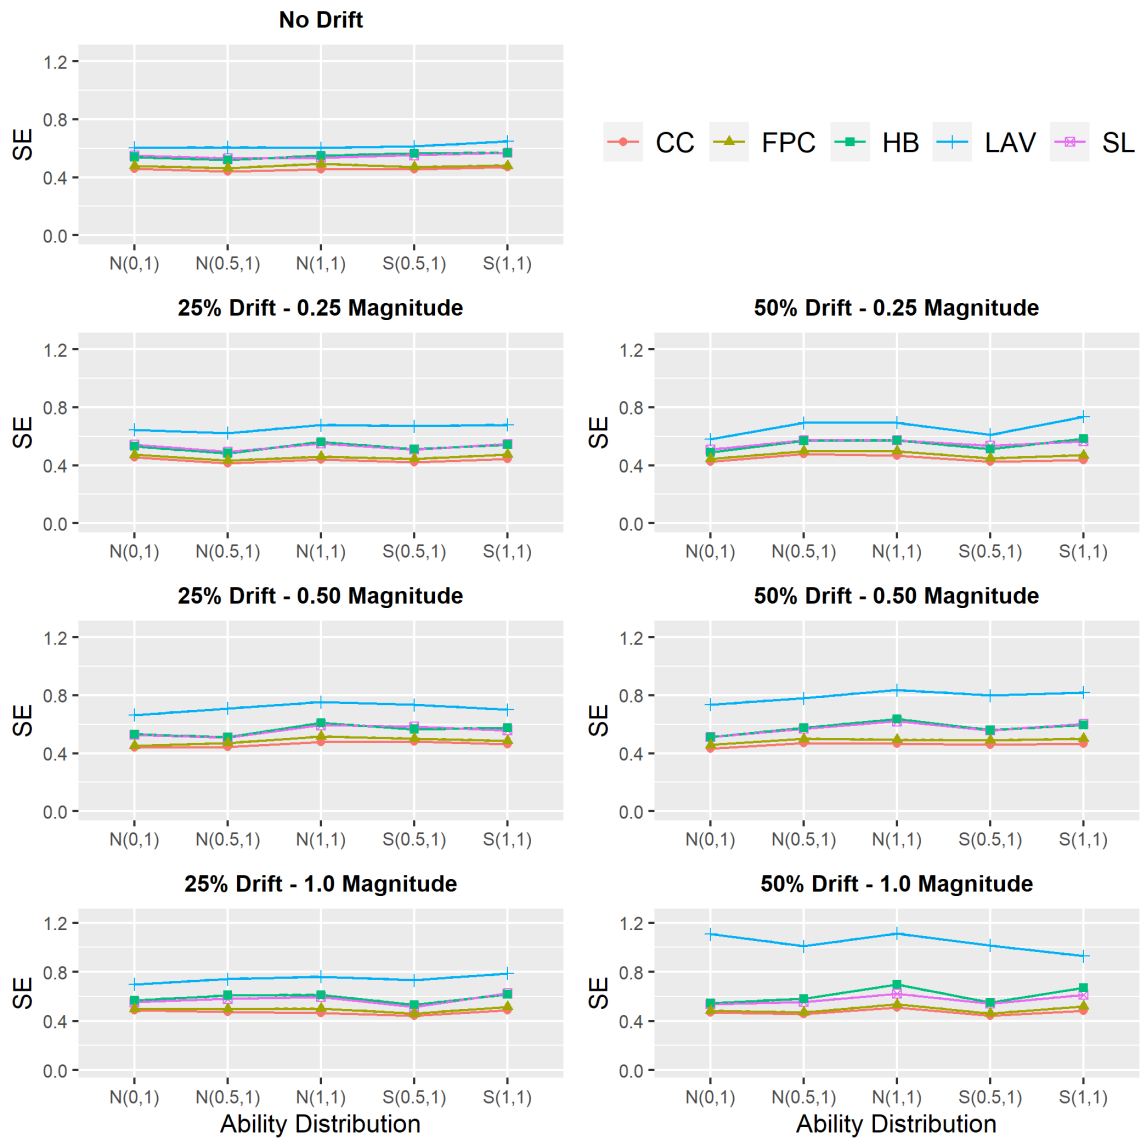 No Drift
1.2
0.8
0.4
0.0
SE
N(0,1) N(0.5,1) N(1,1) S(0.5,1) S(1,1)
CC FPC HB LAV SL
25% Drift - 0.25 Magnitude
1.2
0.8
0.4
0.0
SE
N(0,1) N(0.5,1) N(1,1) S(0.5,1) S(1,1)
50% Drift - 0.25 Magnitude
1.2
0.8
0.4
0.0
SE
N(0,1) N(0.5,1) N(1,1) S(0.5,1) S(1,1)
25% Drift - 0.50 Magnitude
1.2
0.8
0.4
0.0
SE
N(0,1) N(0.5,1) N(1,1) S(0.5,1) S(1,1)
50% Drift - 0.50 Magnitude
1.2
0.8
0.4
0.0
SE
N(0,1) N(0.5,1) N(1,1) S(0.5,1) S(1,1)
25% Drift - 1.0 Magnitude
1.2
0.8
0.4
0.0
SE
N(0,1) N(0.5,1) N(1,1) S(0.5,1) S(1,1)
Ability Distribution
50% Drift - 1.0 Magnitude
1.2
0.8
0.4
0.0
SE
N(0,1) N(0.5,1) N(1,1) S(0.5,1) S(1,1)
Ability Distribution